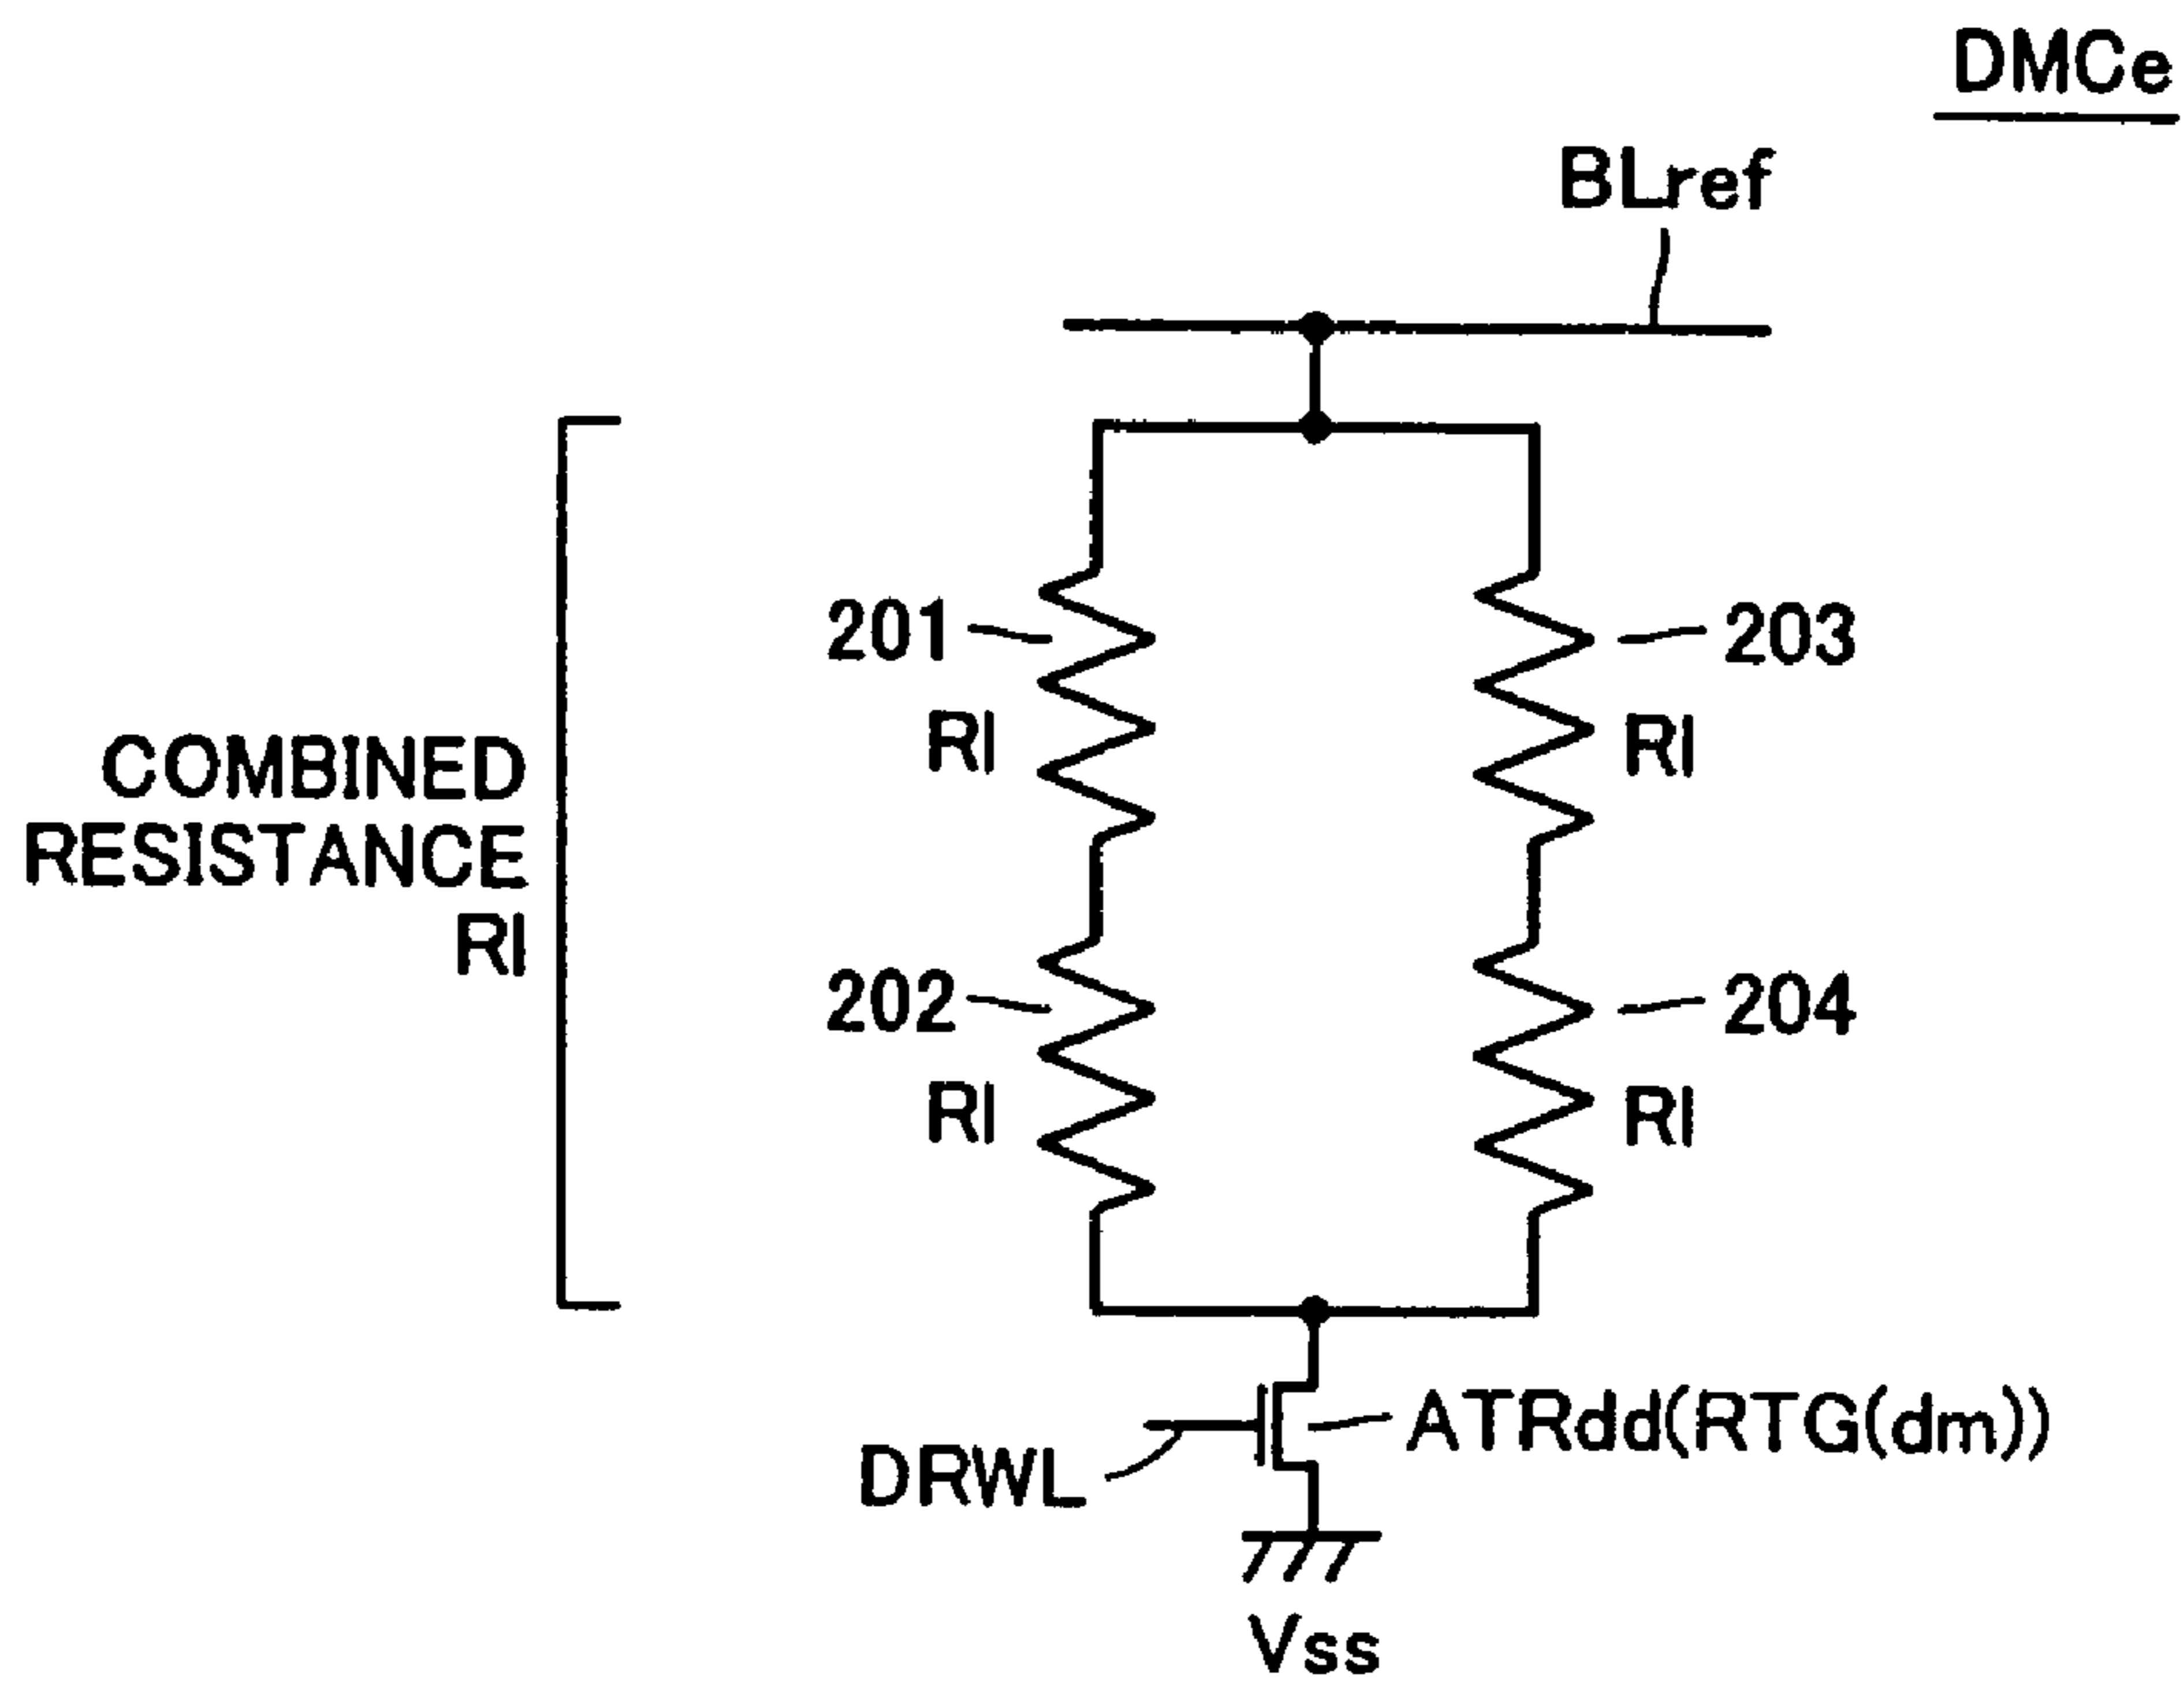 DMCe
BLref
201
RI
203
RI
COMBINED
RESISTANCE
RI
202
RI
204
RI
ATRdd(RTG(dm))
DRWL
Vss